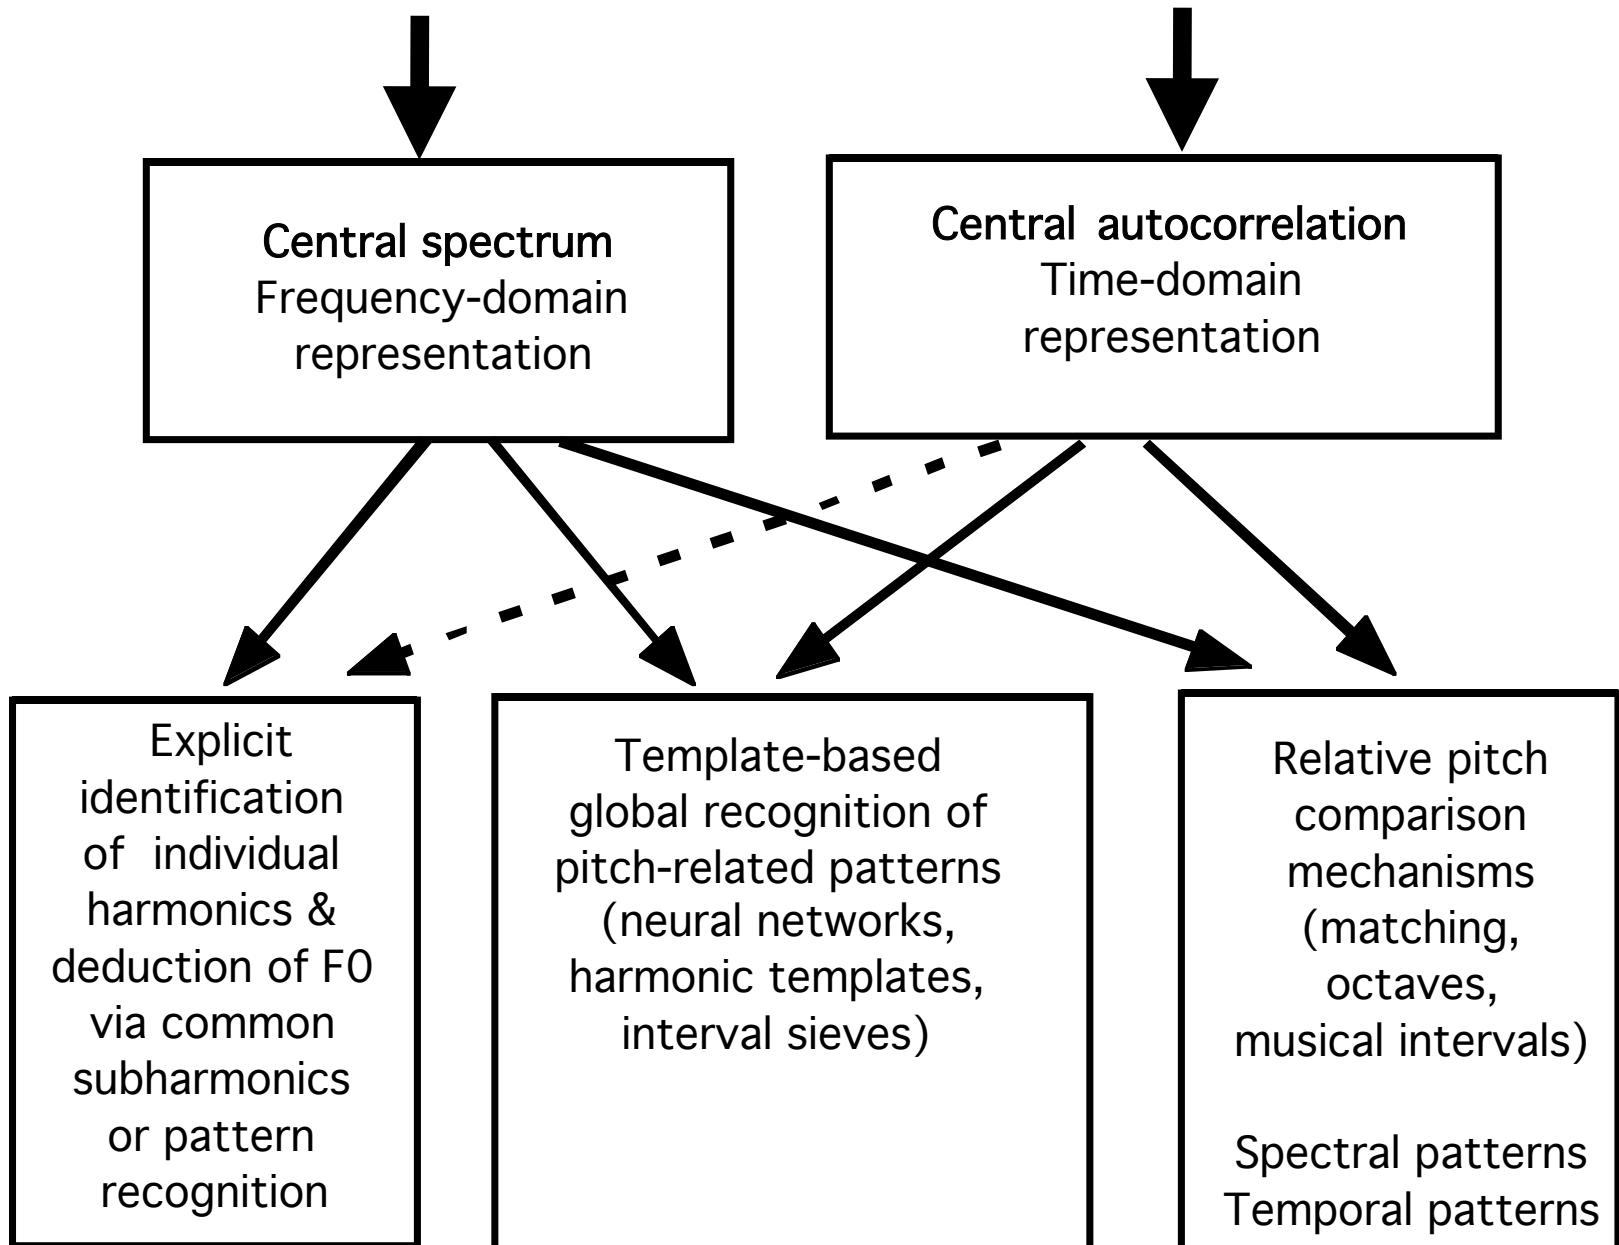 Central spectrum
Frequency-domain
representation
Central autocorrelation
Time-domain
representation
Explicit
identification
of individual
harmonics &
deduction of F0
via common
subharmonics
or pattern
recognition
Template-based
global recognition of
pitch-related patterns
(neural networks,
harmonic templates,
interval sieves)
Relative pitch
comparison
mechanisms
(matching,
octaves,
musical intervals)
Spectral patterns
Temporal patterns